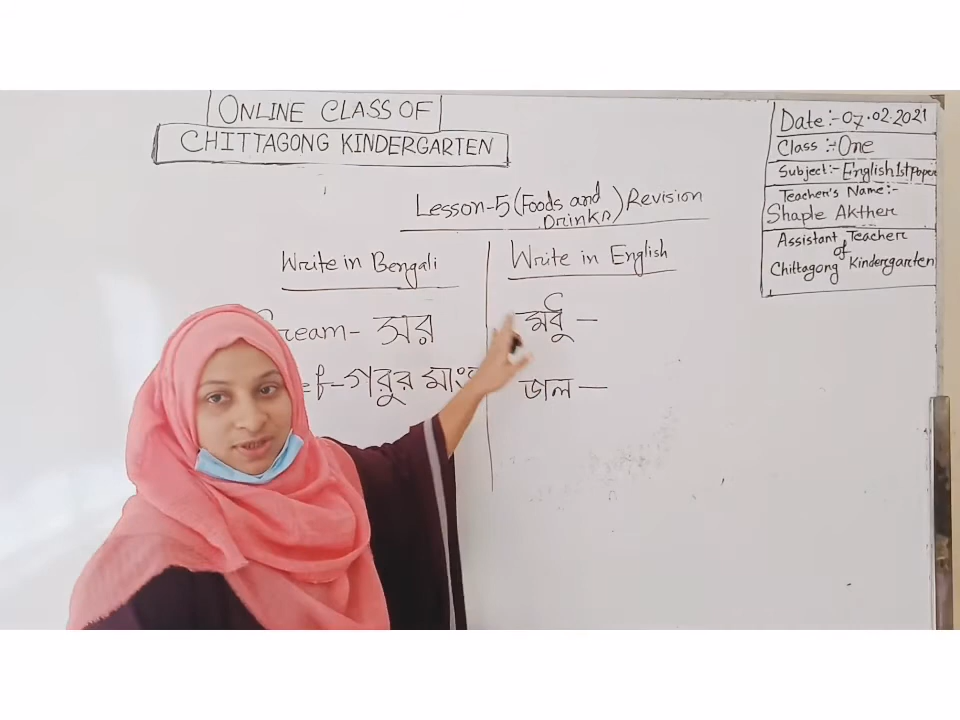 ONLINE CLASS OF
CHITTAGONG KINDERGARTEN
Date:-07.02.2021
Class:-One
Subject:- English 1st Paper
Teacher's Name:-
Shaple Akther
Assistant Teacher
of
Chittagong Kindergarten
Lesson-5 (Foods and Drinks) Revision
Write in Bengali
Cream- সর
গরুর
Write in English
মধু -
ডাল -